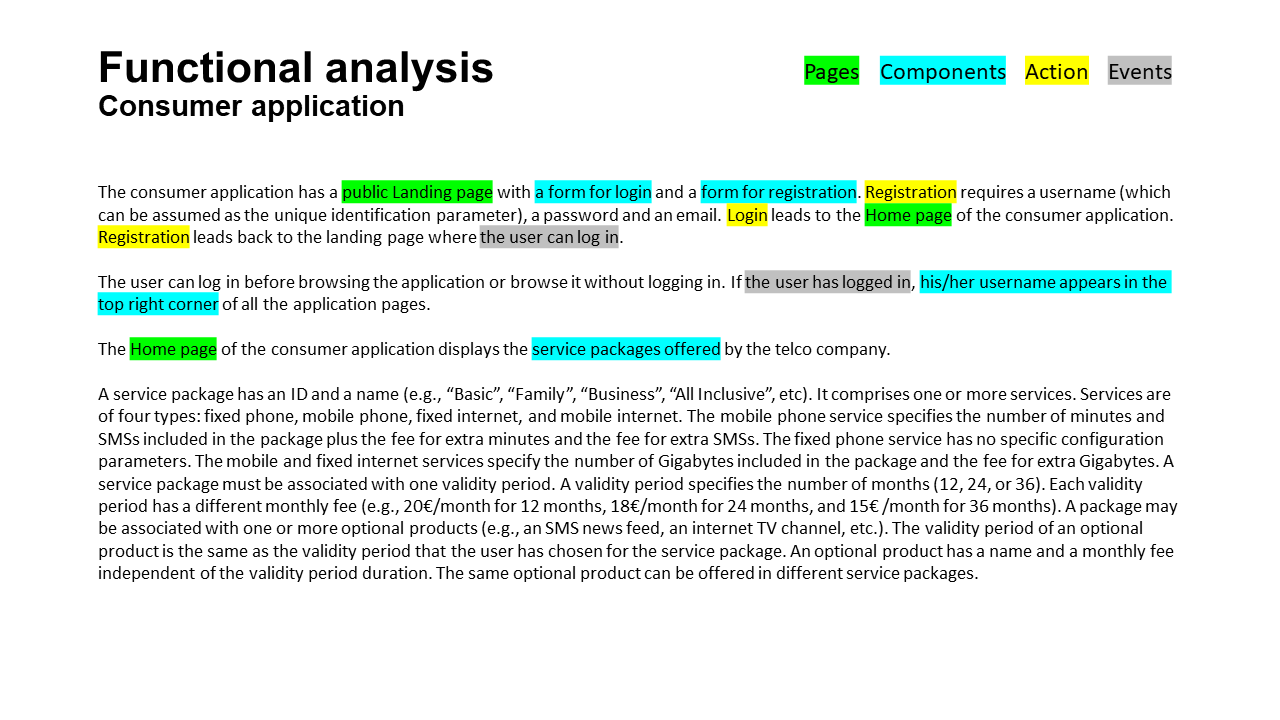 Functional analysis
Consumer application
Pages Components Action Events
The consumer application has a public Landing page with a form for login and a form for registration. Registration requires a username (which
can be assumed as the unique identification parameter), a password and an email. Login leads to the Home page of the consumer application.
Registration leads back to the landing page where the user can log in.
The user can log in before browsing the application or browse it without logging in. If the user has logged in, his/her username appears in the
top right corner of all the application pages.
The Home page of the consumer application displays the service packages offered by the telco company.
A service package has an ID and a name (e.g., “Basic”, “Family”, “Business”, “All Inclusive”, etc). It comprises one or more services. Services are
of four types: fixed phone, mobile phone, fixed internet, and mobile internet. The mobile phone service specifies the number of minutes and
SMSs included in the package plus the fee for extra minutes and the fee for extra SMSs. The fixed phone service has no specific configuration
parameters. The mobile and fixed internet services specify the number of Gigabytes included in the package and the fee for extra Gigabytes. A
service package must be associated with one validity period. A validity period specifies the number of months (12, 24, or 36). Each validity
period has a different monthly fee (e.g., 20€/month for 12 months, 18€/month for 24 months, and 15€ /month for 36 months). A package may
be associated with one or more optional products (e.g., an SMS news feed, an internet TV channel, etc.). The validity period of an optional
product is the same as the validity period that the user has chosen for the service package. An optional product has a name and a monthly fee
independent of the validity period duration. The same optional product can be offered in different service packages.